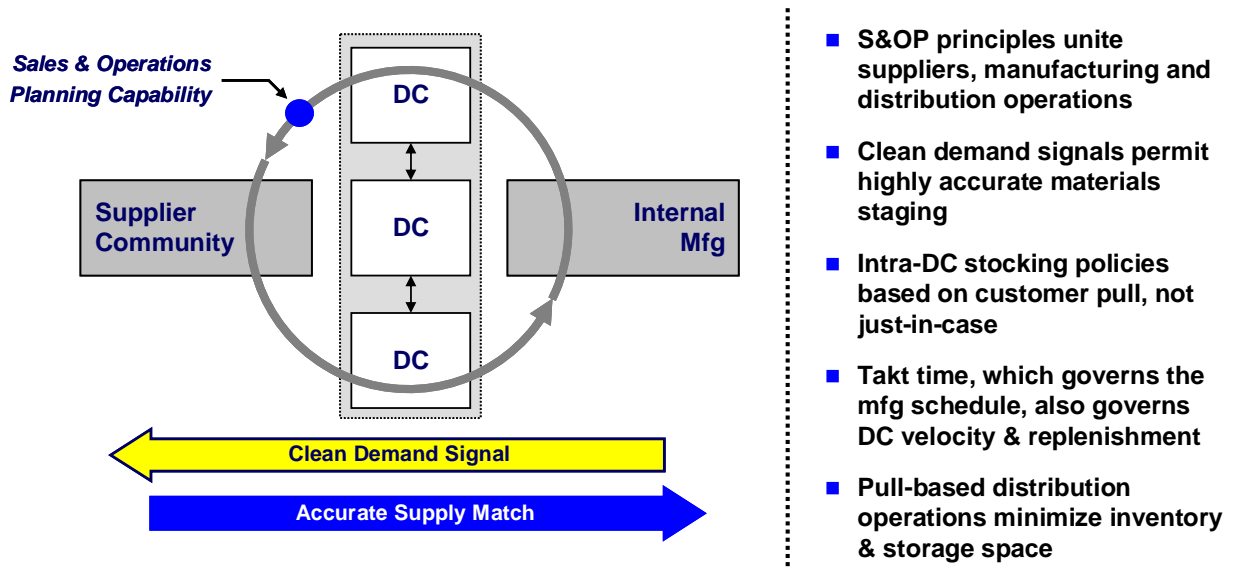 Sales & Operations
Planning Capability
DC
Supplier
Community
DC
Internal
Mfg
DC
Clean Demand Signal
Accurate Supply Match
S&OP principles unite
suppliers, manufacturing and
distribution operations
Clean demand signals permit
highly accurate materials
staging
Intra-DC stocking policies
based on customer pull, not
just-in-case
Takt time, which governs the
mfg schedule, also governs
DC velocity & replenishment
Pull-based distribution
operations minimize inventory
& storage space